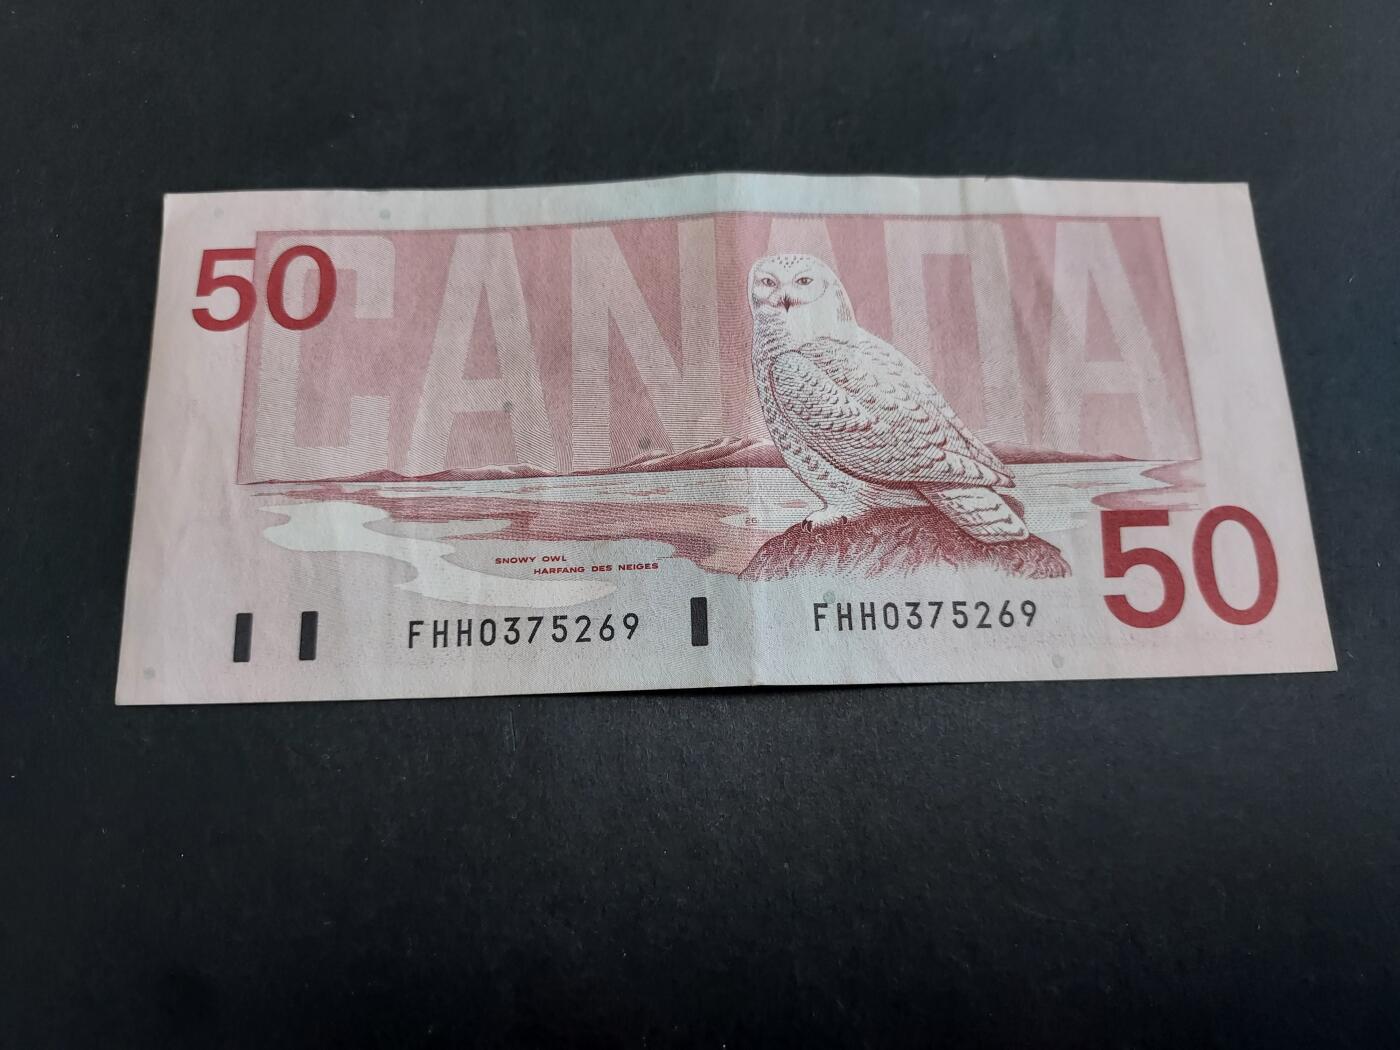 50
CANADA
SNOWY OWL
HARFANG DES NEIGES
50
FHH0375269
FHH0375269